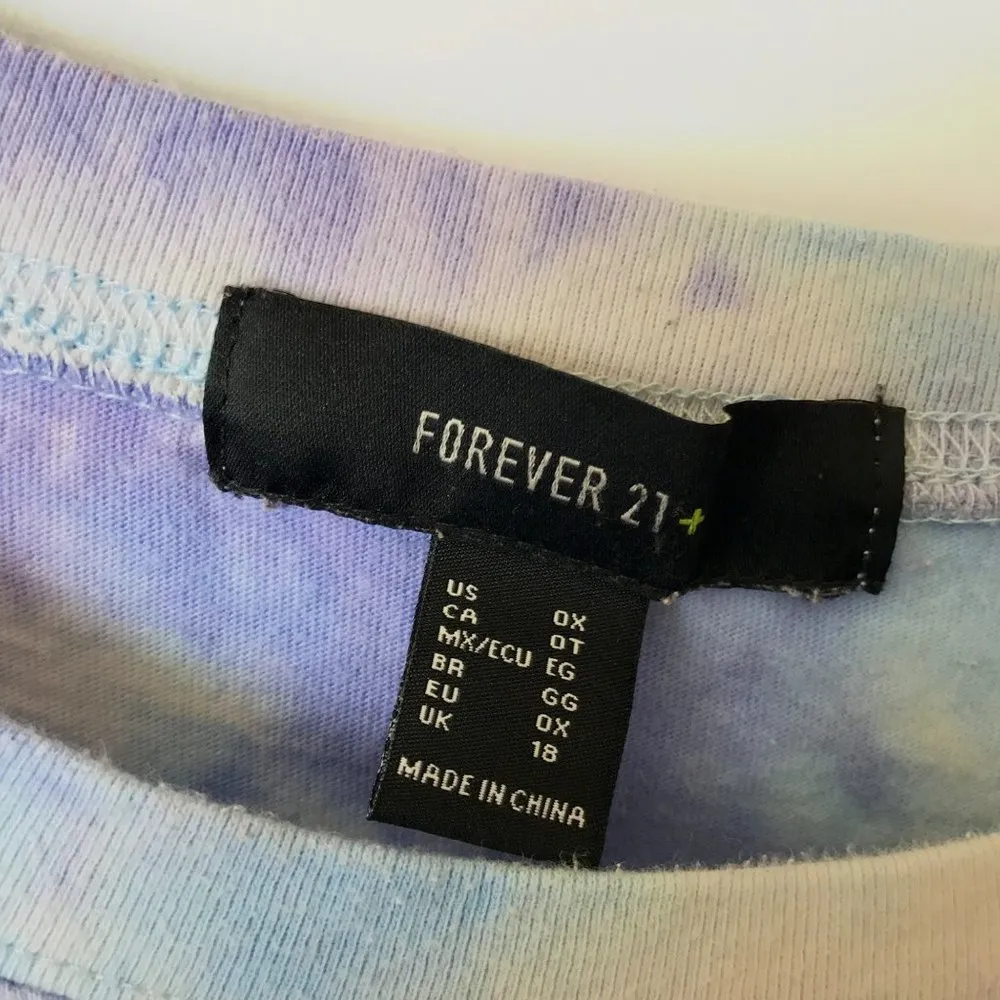 FOREVER 21+
US 0X
CA 0T
MX/ECU EG
BR GG
EU 0X
UK 18
MADE IN CHINA